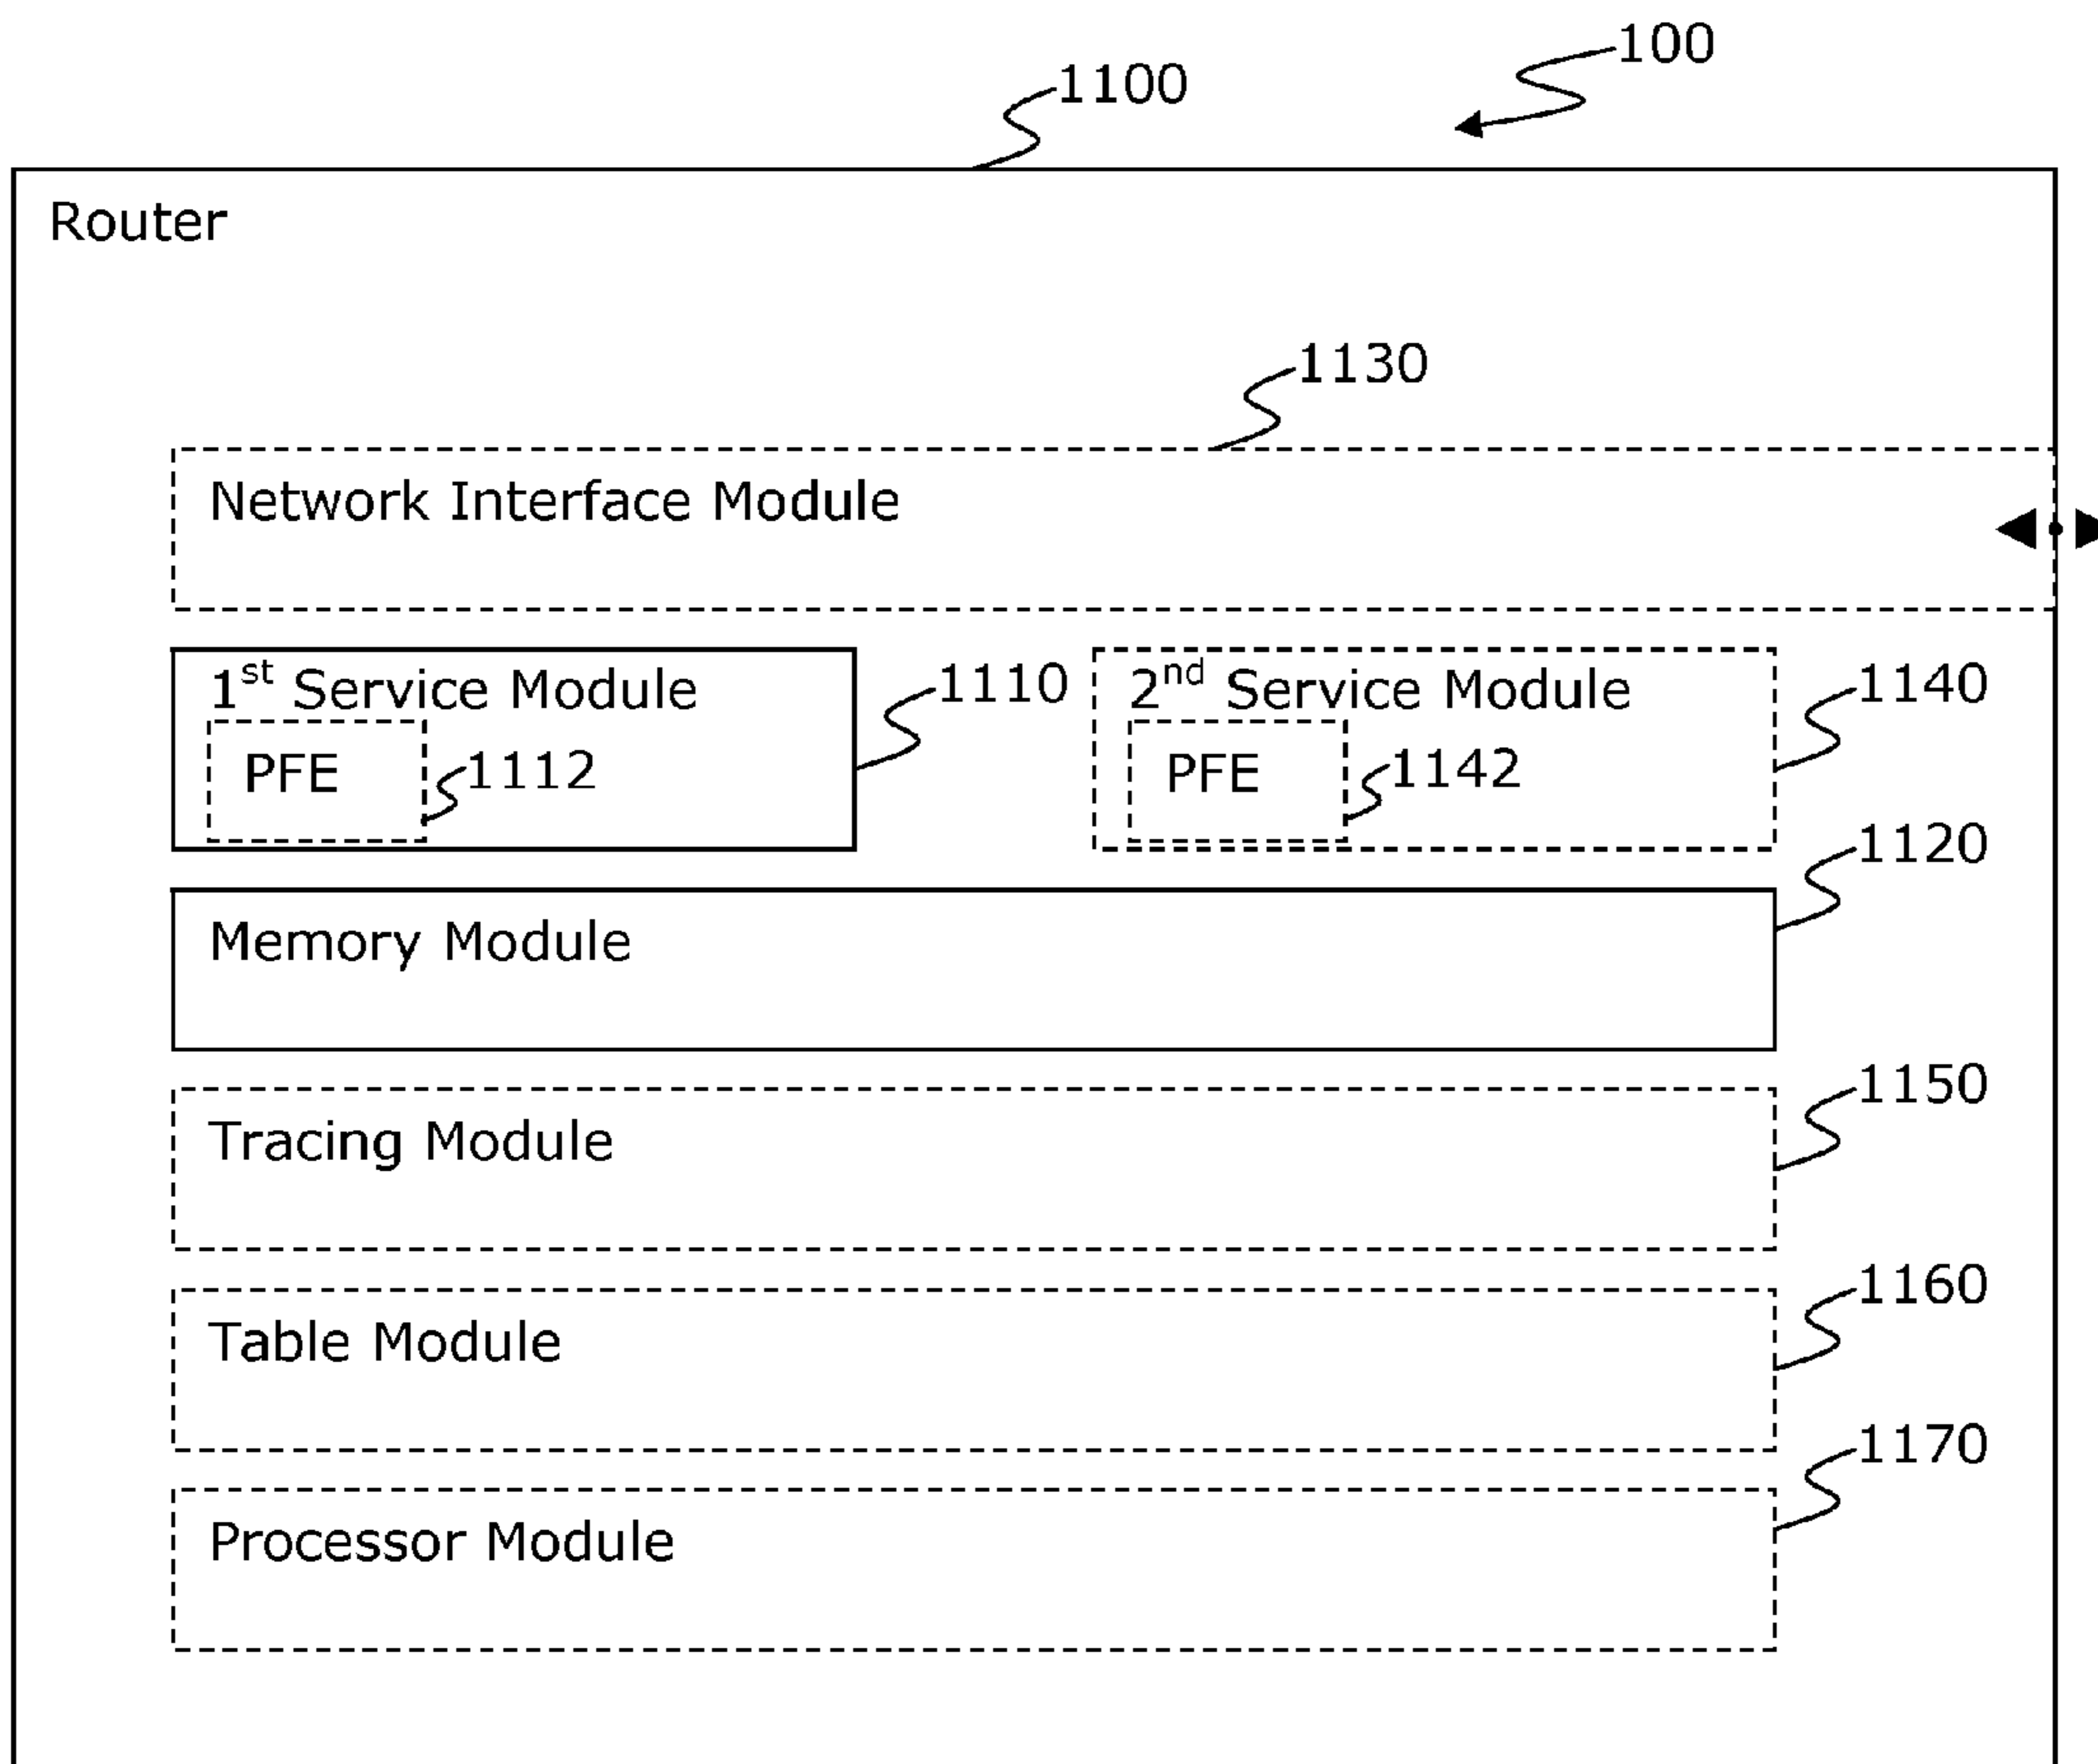 100
1100
Router
1130
Network Interface Module
1st Service Module
1110
2nd Service Module
1140
PFE
1112
PFE
1142
1120
Memory Module
1150
Tracing Module
1160
Table Module
1170
Processor Module